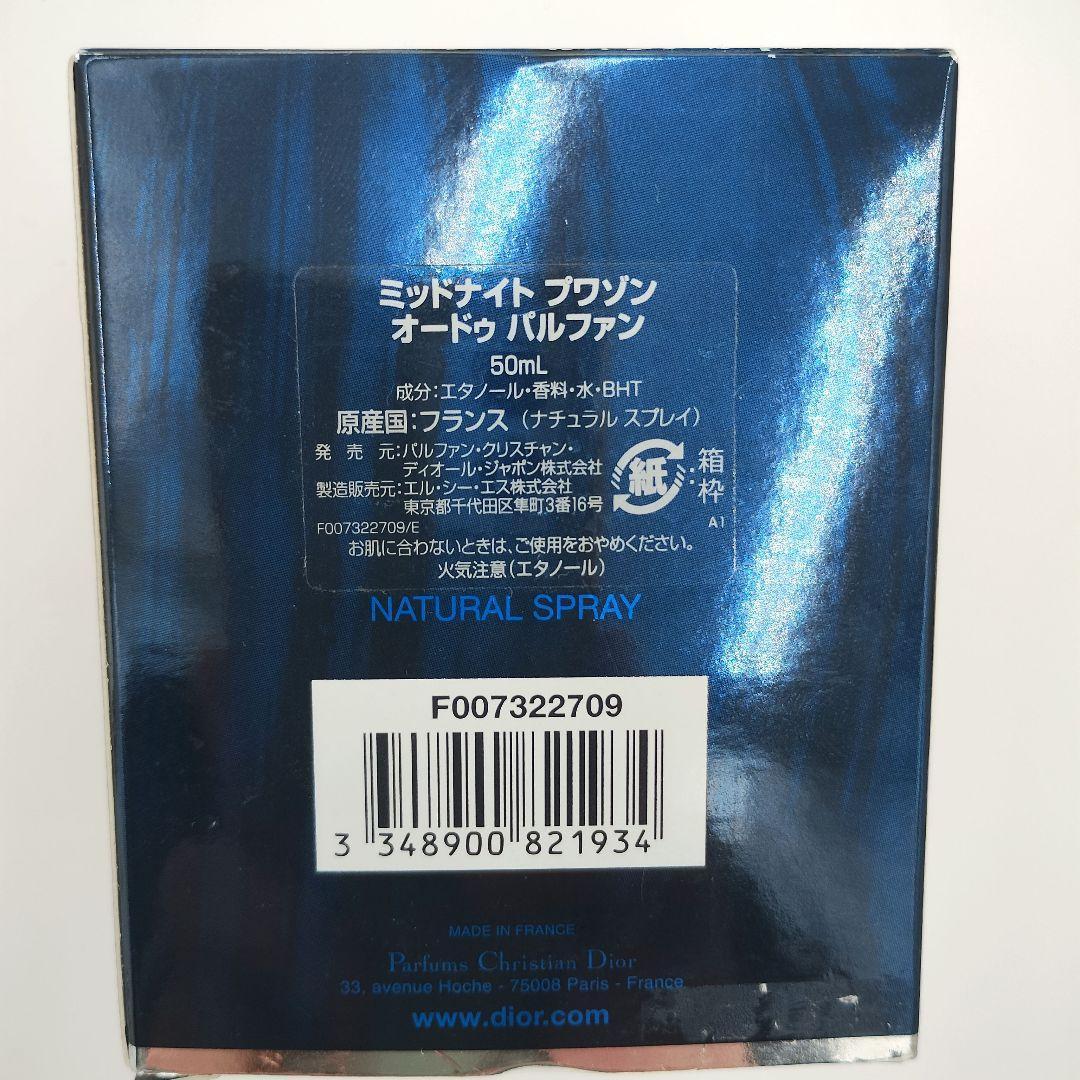 ミッドナイト プワゾン
オードゥ パルファン
50mL
成分:エタノール・香料・水・BHT
原産国:フランス (ナチュラル スプレイ)
発 売 元:パルファン・クリスチャン・
ディオール・ジャポン株式会社
製造販売元:エル・シー・エス株式会社
東京都千代田区隼町3番16号
紙 :箱
枠
F007322709/E
A1
お肌に合わないときは、ご使用をおやめください。
火気注意(エタノール)
NATURAL SPRAY
F007322709
3 348900 821934
MADE IN FRANCE
Parfums Christian Dior
33, avenue Hoche - 75008 Paris - France
www.dior.com